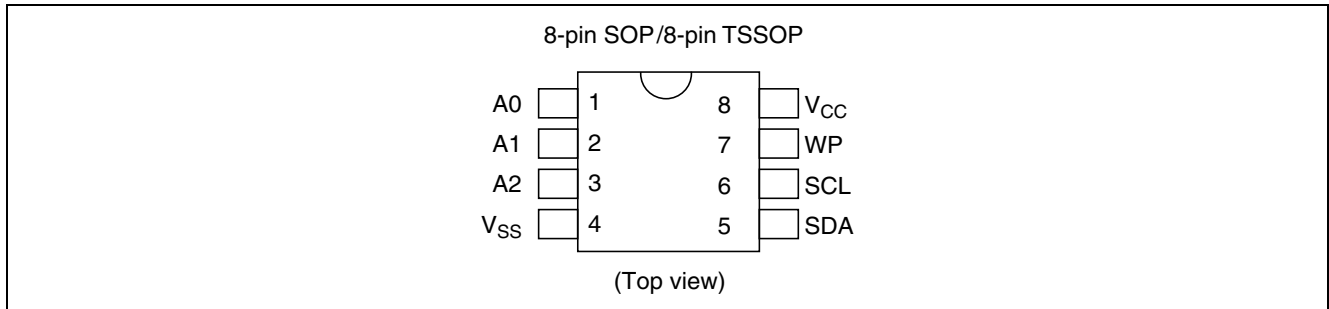 8-pin SOP/8-pin TSSOP
A0 1 8 VCC
A1 2 7 WP
A2 3 6 SCL
VSS 4 5 SDA
(Top view)